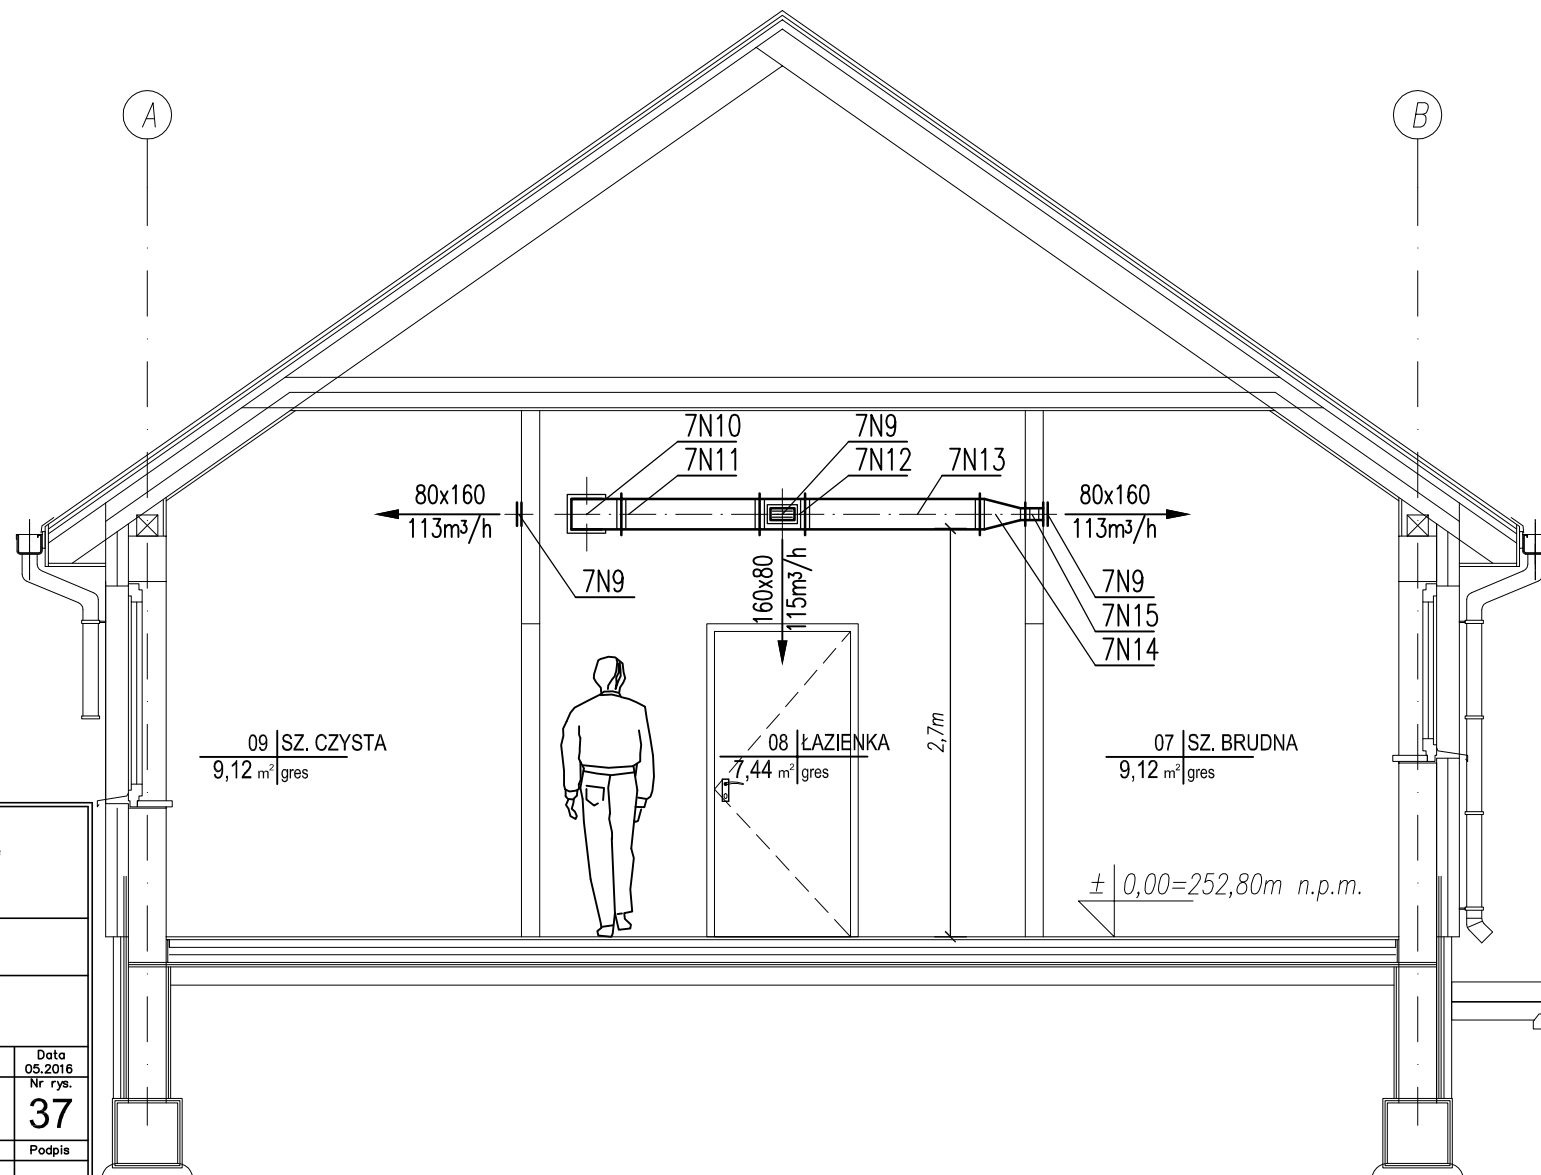 A
B
7N10
7N9
7N11
7N12
7N13
80x160
113m³/h
80x160
113m³/h
7N9
160x80
115m³/h
7N9
7N15
7N14
2,7m
09 SZ. CZYSTA
9,12 m² gres
08 ŁAZIENKA
7,44 m² gres
07 SZ. BRUDNA
9,12 m² gres
± 0,00=252,80m n.p.m.
Data
05.2016
Nr rys.
37
Podpis